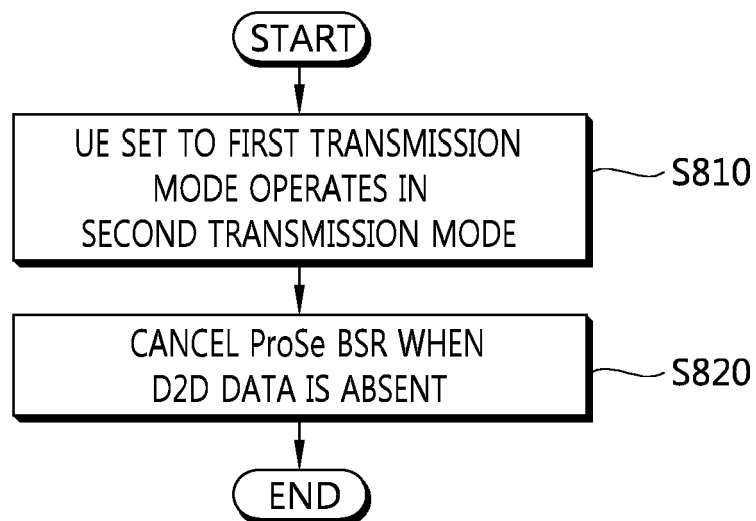 START
UE SET TO FIRST TRANSMISSION
MODE OPERATES IN
SECOND TRANSMISSION MODE
S810
CANCEL ProSe BSR WHEN
D2D DATA IS ABSENT
S820
END